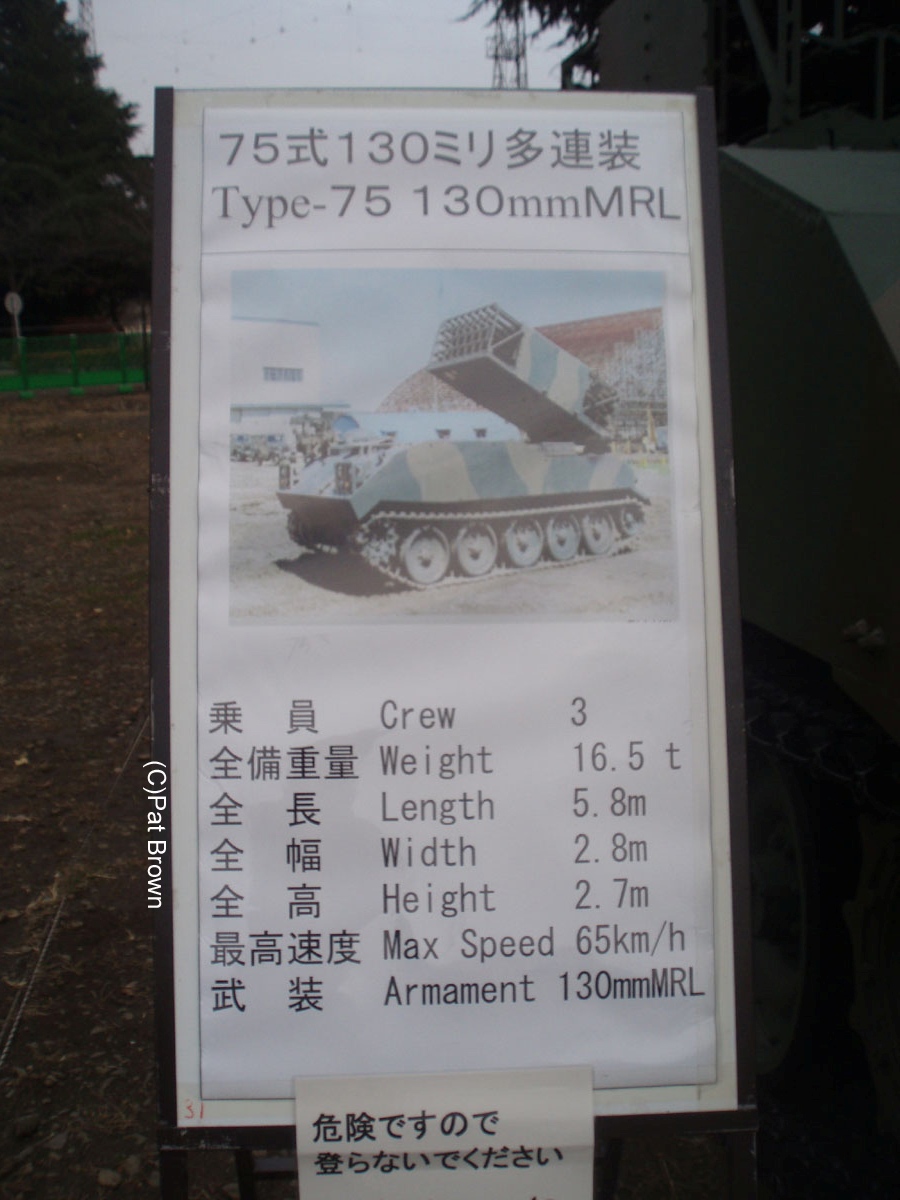 75式130ミリ多連装
Type-75 130mmMRL
乗 員 Crew 3
全備重量 Weight 16.5 t
全 長 Length 5.8m
全 幅 Width 2.8m
全 高 Height 2.7m
最高速度 Max Speed 65km/h
武 装 Armament 130mmMRL
31
危険ですので
登らないでください
(C)Pat Brown